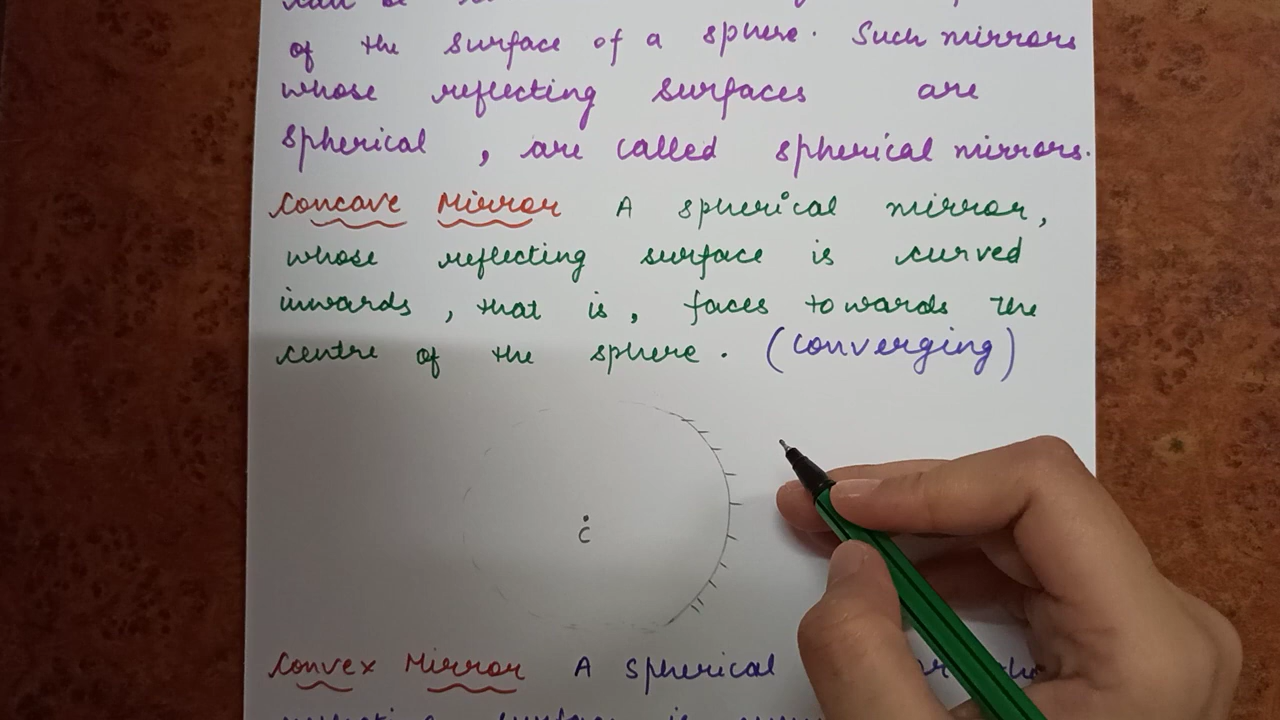 of the surface of a sphere. Such mirrors
whose reflecting surfaces are
spherical, are called spherical mirrors.
Concave Mirror A spherical mirror,
whose reflecting surface is curved
inwards, that is, faces towards the
centre of the sphere. (converging)
C
Convex Mirror A spherical
surface is